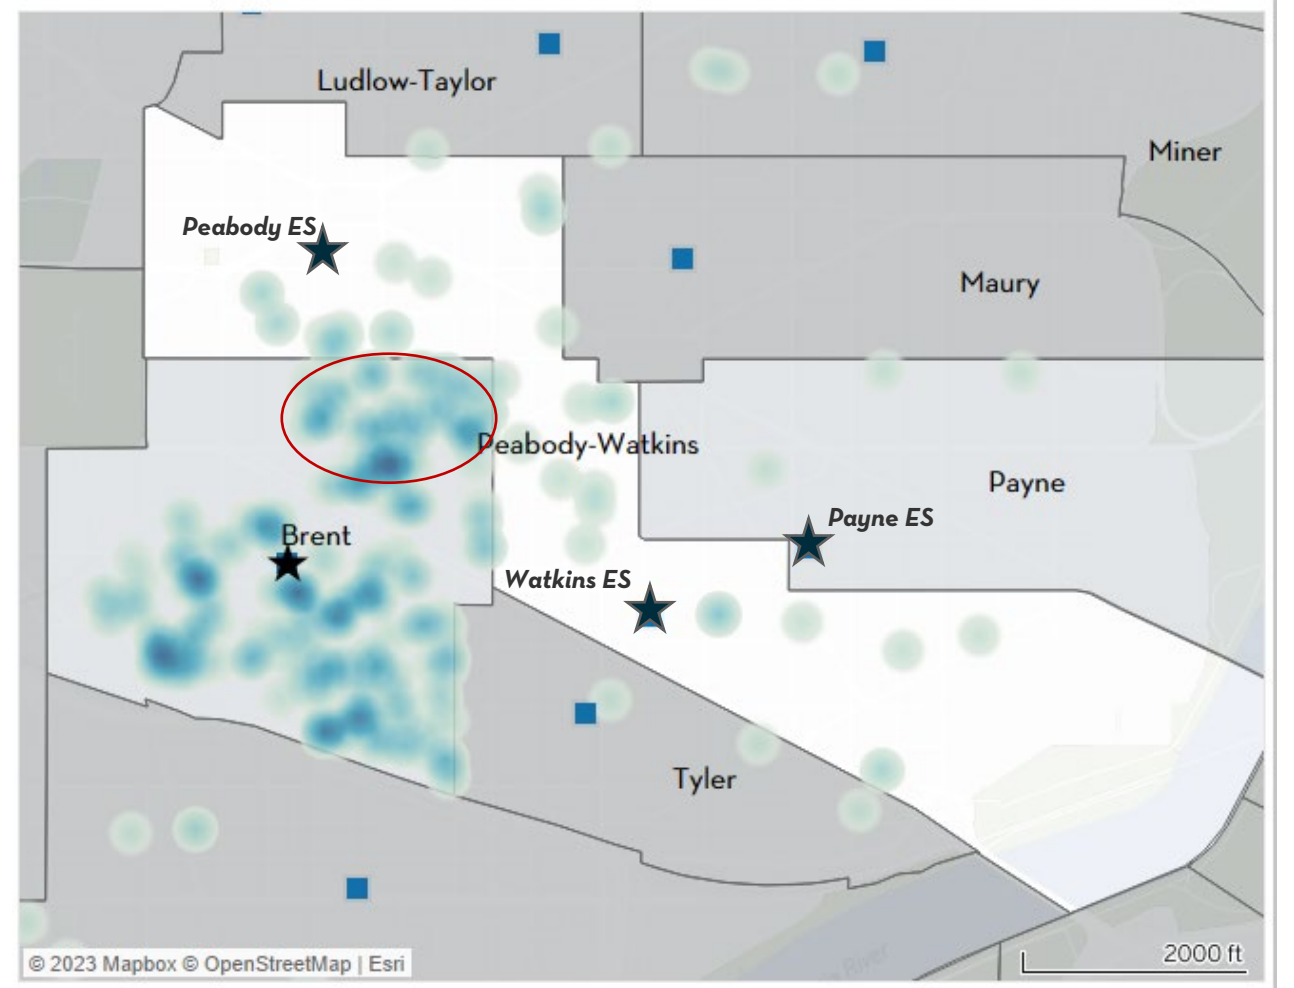 Ludlow-Taylor
Miner
Peabody ES
Maury
Peabody-Watkins
Payne
Payne ES
Brent
Watkins ES
Tyler
River
2000 ft
© 2023 Mapbox © OpenStreetMap | Esri